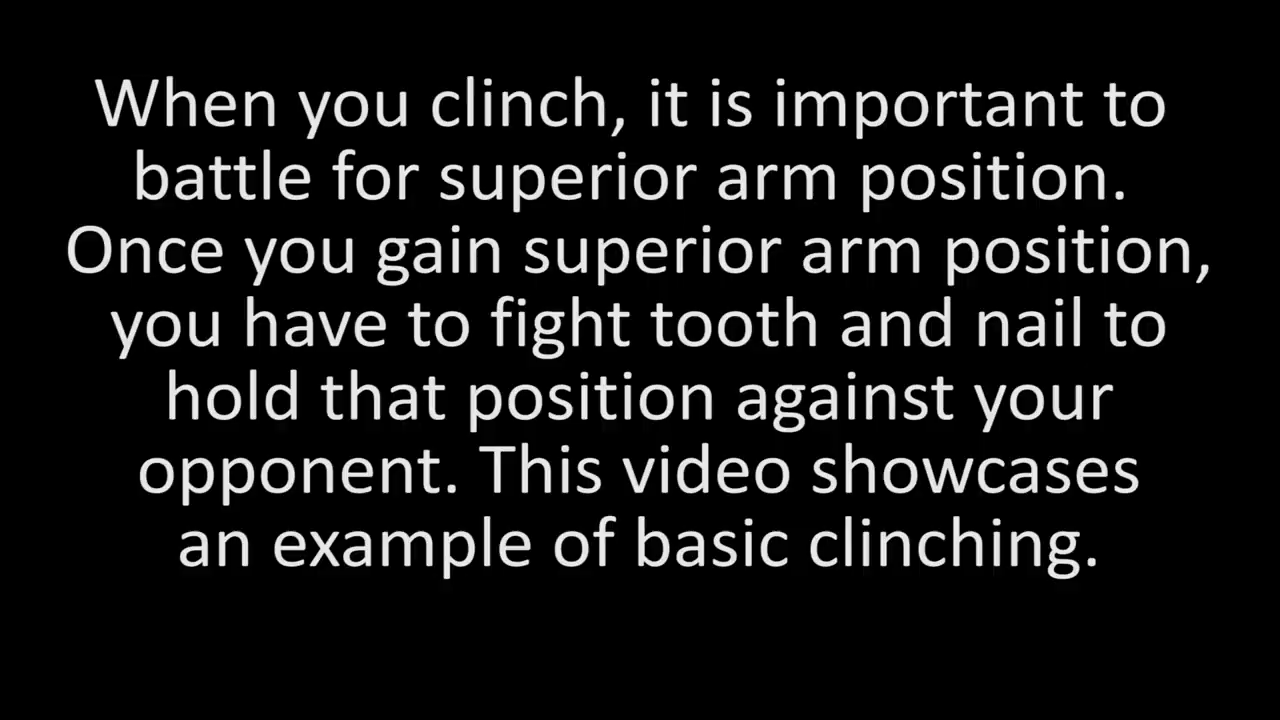 When you clinch, it is important to
battle for superior arm position.
Once you gain superior arm position,
you have to fight tooth and nail to
hold that position against your
opponent. This video showcases
an example of basic clinching.